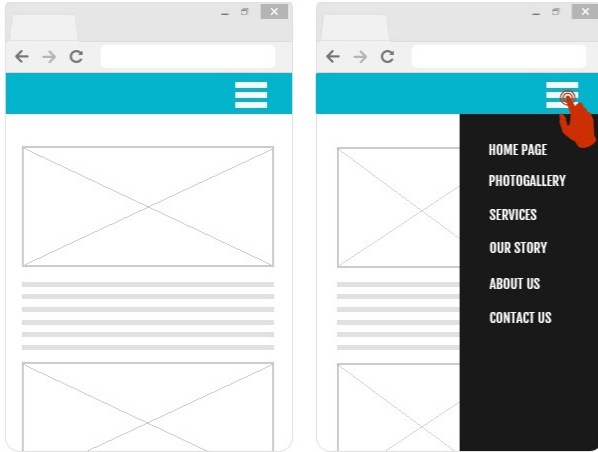 HOME PAGE
PHOTOGALLERY
SERVICES
OUR STORY
ABOUT US
CONTACT US